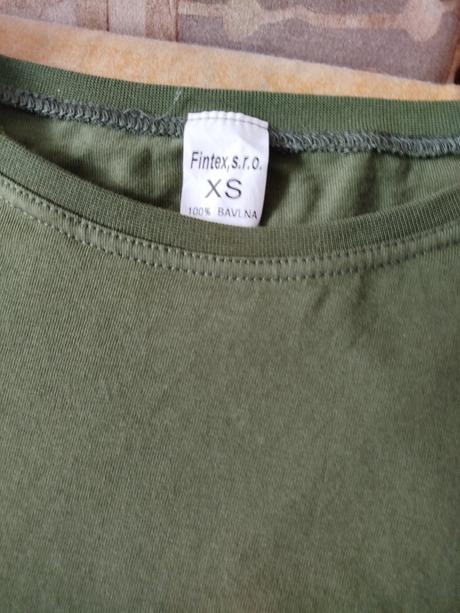 Fintex, s.r.o.
XS
100% BAVLNA